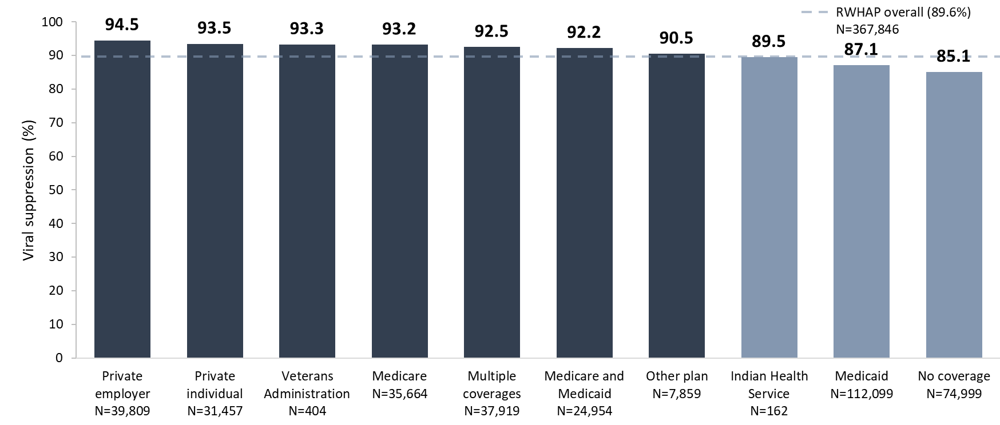 RWHAP overall (89.6%)
N=367,846
Viral suppression (%)
100
90
80
70
60
50
40
30
20
10
0
94.5
93.5
93.3
93.2
92.5
92.2
90.5
89.5
87.1
85.1
Private
employer
N=39,809
Private
individual
N=31,457
Veterans
Administration
N=404
Medicare
N=35,664
Multiple
coverages
N=37,919
Medicare and
Medicaid
N=24,954
Other plan
N=7,859
Indian Health
Service
N=162
Medicaid
N=112,099
No coverage
N=74,999